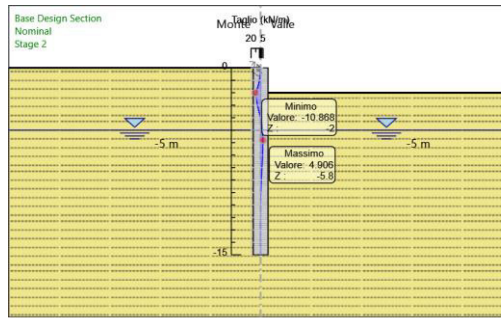 Base Design Section
Nominal
Stage 2
Taglio (kN/m)
Monte Valle
20 5
0
Minimo
Valore: -10.868
Z : -2
-5 m
-5 m
Massimo
Valore: 4.906
Z : -5.8
-15